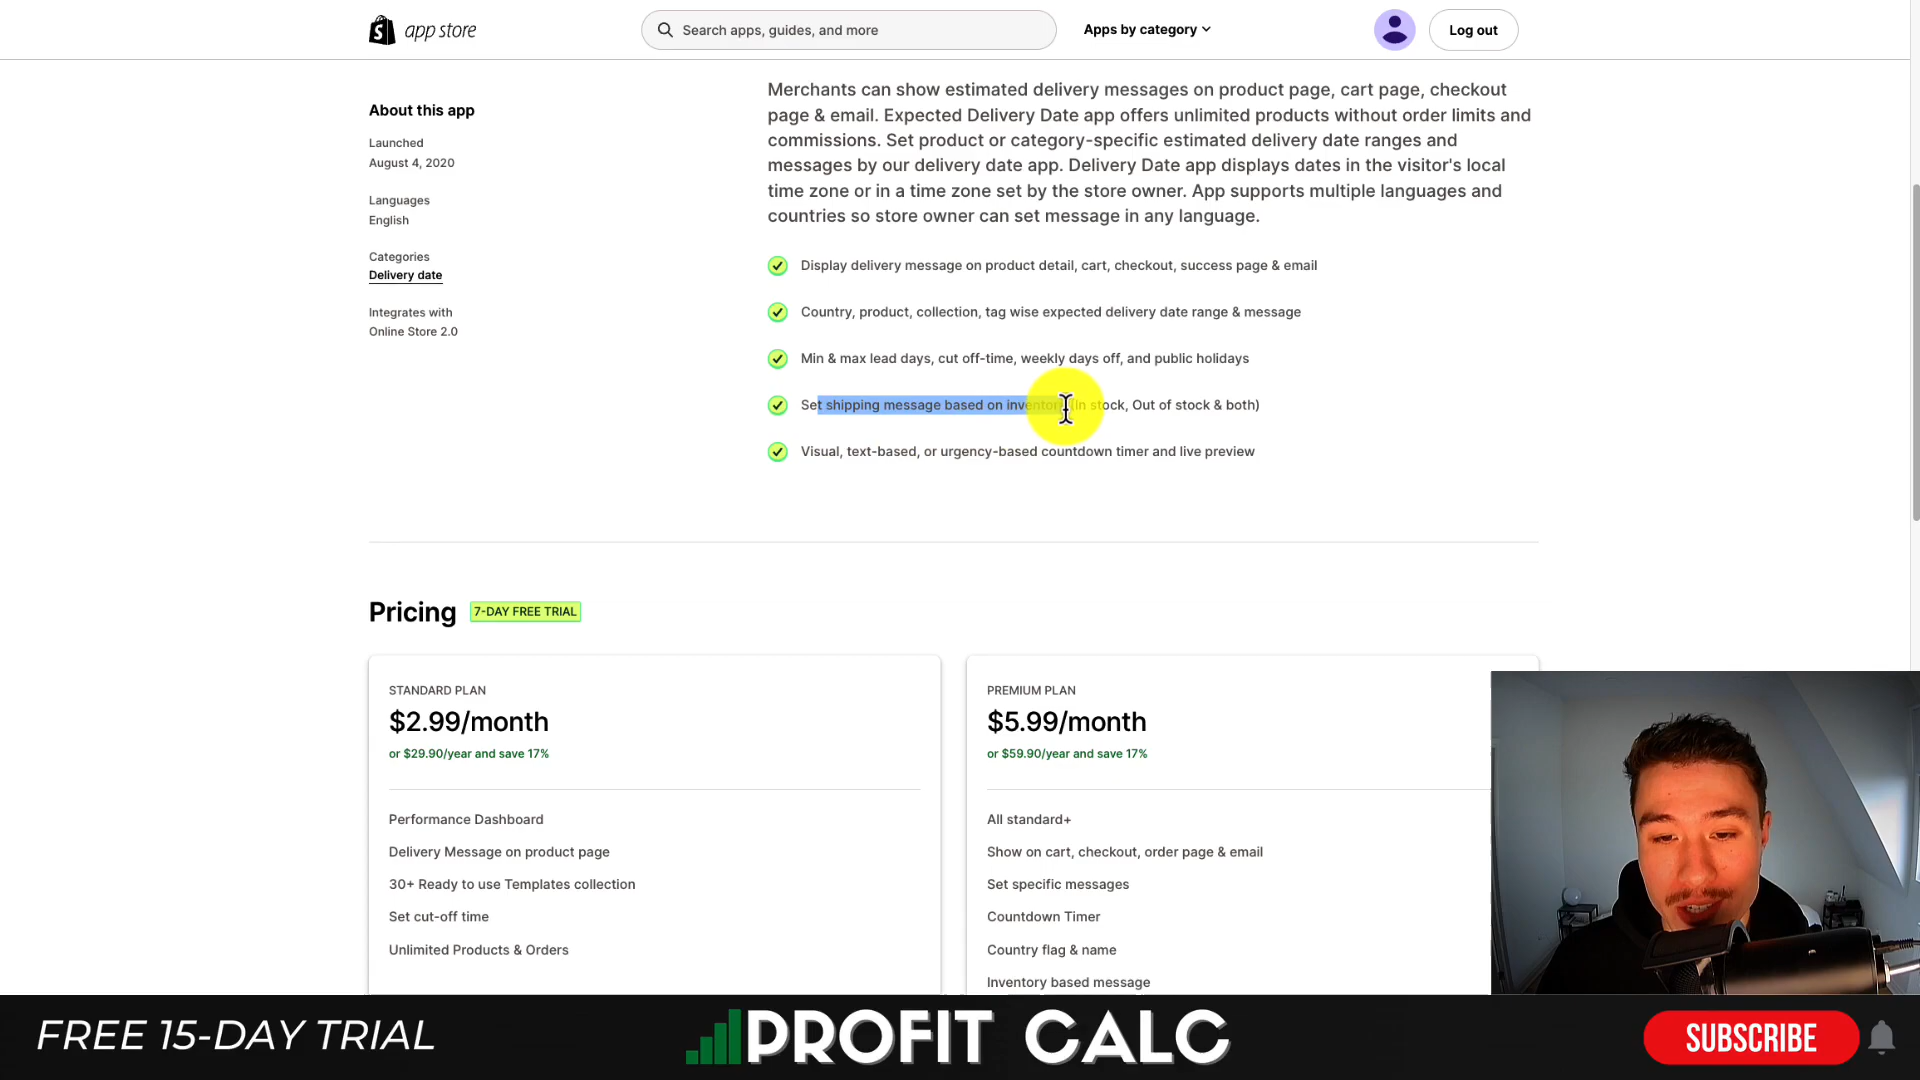 app store
Search apps, guides, and more
Apps by category
Log out
About this app
Launched
August 4, 2020
Languages
English
Categories
Delivery date
Integrates with
Online Store 2.0
Merchants can show estimated delivery messages on product page, cart page, checkout
page & email. Expected Delivery Date app offers unlimited products without order limits and
commissions. Set product or category-specific estimated delivery date ranges and
messages by our delivery date app. Delivery Date app displays dates in the visitor's local
time zone or in a time zone set by the store owner. App supports multiple languages and
countries so store owner can set message in any language.
Display delivery message on product detail, cart, checkout, success page & email
Country, product, collection, tag wise expected delivery date range & message
Min & max lead days, cut off-time, weekly days off, and public holidays
Set shipping message based on inventory (In stock, Out of stock & both)
Visual, text-based, or urgency-based countdown timer and live preview
Pricing
7-DAY FREE TRIAL
STANDARD PLAN
$2.99/month
or $29.90/year and save 17%
Performance Dashboard
Delivery Message on product page
30+ Ready to use Templates collection
Set cut-off time
Unlimited Products & Orders
PREMIUM PLAN
$5.99/month
or $59.90/year and save 17%
All standard+
Show on cart, checkout, order page & email
Set specific messages
Countdown Timer
Country flag & name
Inventory based message
FREE 15-DAY TRIAL
PROFIT CALC
SUBSCRIBE